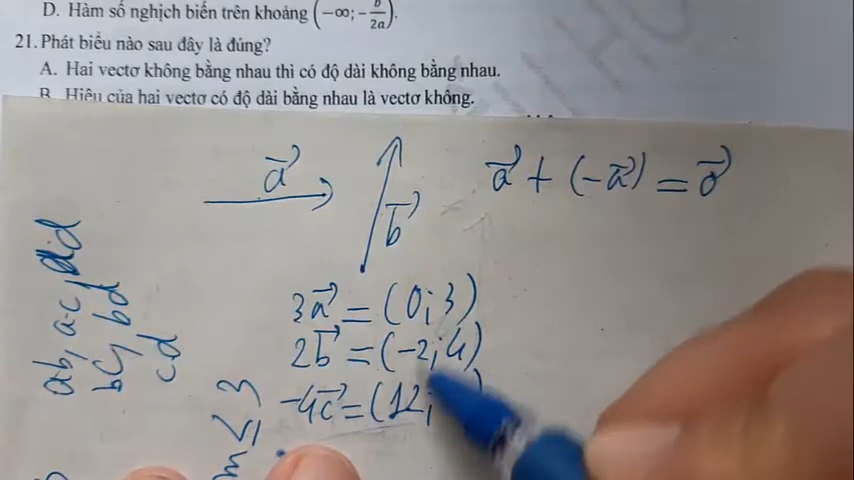 D. Hàm số nghịch biến trên khoảng (−∞; −b/2a).
21. Phát biểu nào sau đây là đúng?
A. Hai vectơ không bằng nhau thì có độ dài không bằng nhau.
B. Hiệu của hai vectơ có độ dài bằng nhau là vectơ không.
a⃗
b⃗
a⃗ + (−a⃗) = 0⃗
3a⃗ = (0; 3)
2b⃗ = (−2; 4)
−4c⃗ = (12;
ab, a-c,
bc, bd
cd
m ≤ 3